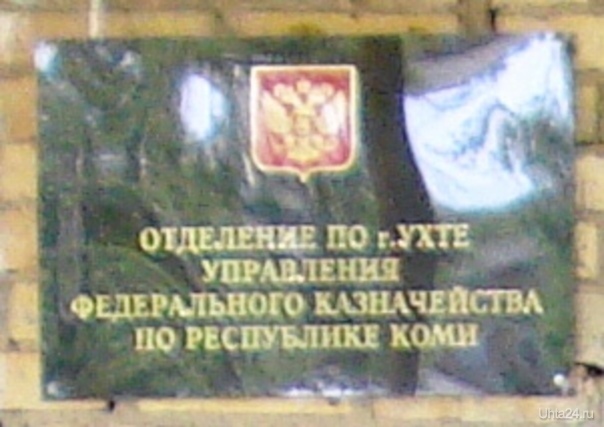 ОТДЕЛЕНИЕ ПО г.УХТЕ
УПРАВЛЕНИЯ
ФЕДЕРАЛЬНОГО КАЗНАЧЕЙСТВА
ПО РЕСПУБЛИКЕ КОМИ
Uhta24.ru